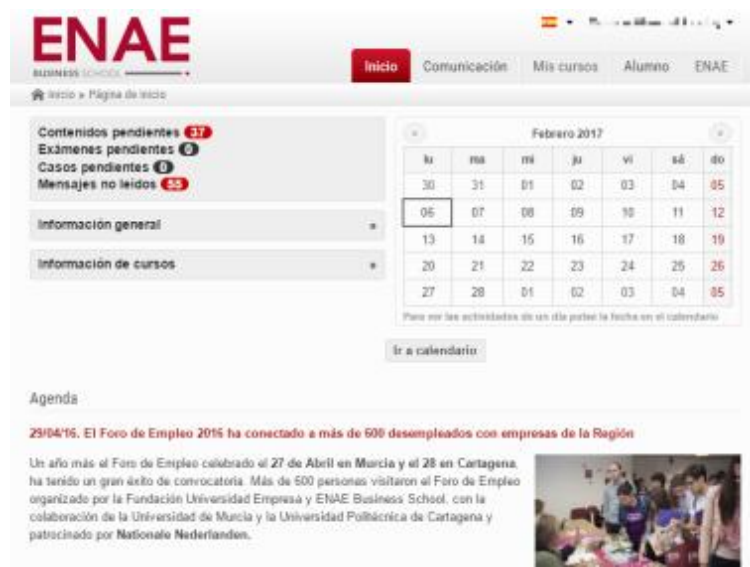 ENAE
BUSINESS SCHOOL
Inicio Comunicación Mis cursos Alumno ENAE
Inicio » Página de inicio
Contenidos pendientes 37
Exámenes pendientes 0
Casos pendientes 0
Mensajes no leídos 55
Información general »
Información de cursos »
« Febrero 2017 »
lu ma mi ju vi sá do
30 31 01 02 03 04 05
06 07 08 09 10 11 12
13 14 15 16 17 18 19
20 21 22 23 24 25 26
27 28 01 02 03 04 05
Para ver las actividades de un día pulse la fecha en el calendario
Ir a calendario
Agenda
29/04/16. El Foro de Empleo 2016 ha conectado a más de 600 desempleados con empresas de la Región
Un año más el Foro de Empleo celebrado el 27 de Abril en Murcia y el 28 en Cartagena,
ha tenido un gran éxito de convocatoria. Más de 600 personas visitaron el Foro de Empleo
organizado por la Fundación Universidad Empresa y ENAE Business School, con la
colaboración de la Universidad de Murcia y la Universidad Politécnica de Cartagena y
patrocinado por Nationale Nederlanden.